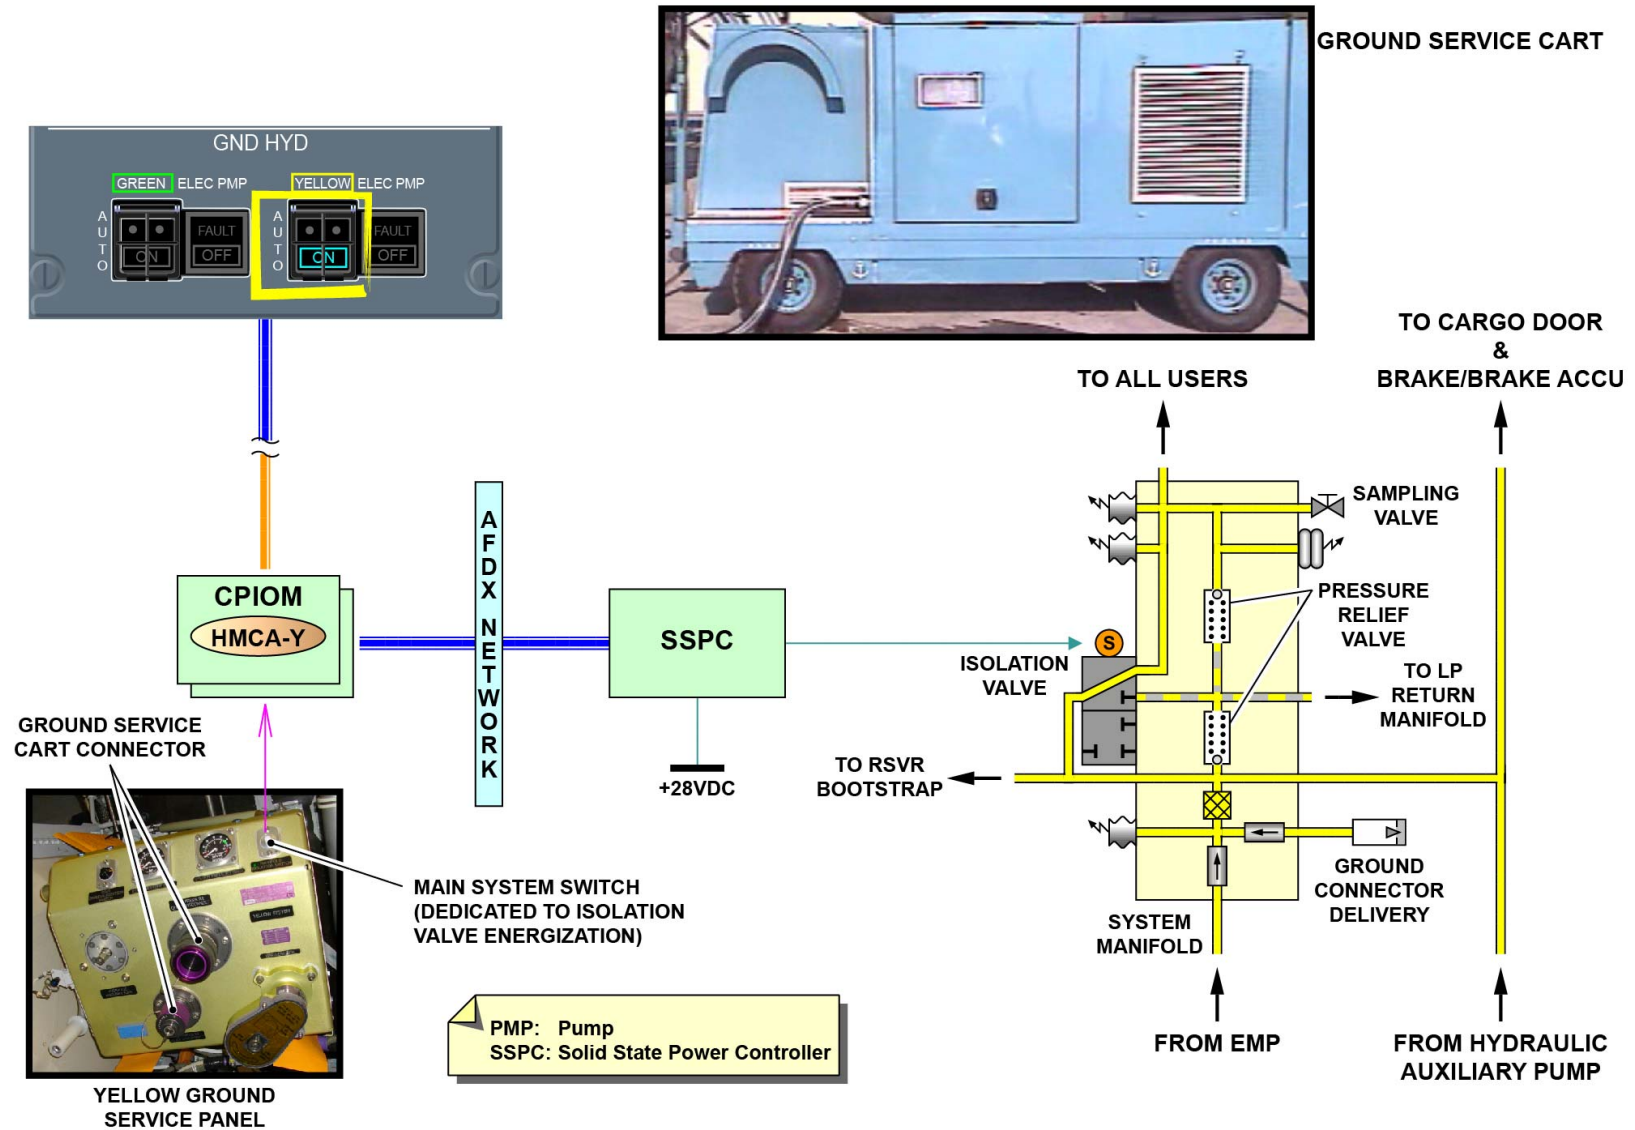 GROUND SERVICE CART
GND HYD
GREEN ELEC PMP
YELLOW ELEC PMP
AUTO
ON
FAULT
OFF
AUTO
ON
FAULT
OFF
TO CARGO DOOR
&
BRAKE/BRAKE ACCU
TO ALL USERS
AFDX NETWORK
SAMPLING
VALVE
CPIOM
HMCA-Y
SSPC
+28VDC
S
ISOLATION
VALVE
PRESSURE
RELIEF
VALVE
TO LP
RETURN
MANIFOLD
TO RSVR
BOOTSTRAP
GROUND SERVICE
CART CONNECTOR
MAIN SYSTEM SWITCH
(DEDICATED TO ISOLATION
VALVE ENERGIZATION)
GROUND
CONNECTOR
DELIVERY
SYSTEM
MANIFOLD
FROM EMP
FROM HYDRAULIC
AUXILIARY PUMP
PMP: Pump
SSPC: Solid State Power Controller
YELLOW GROUND
SERVICE PANEL